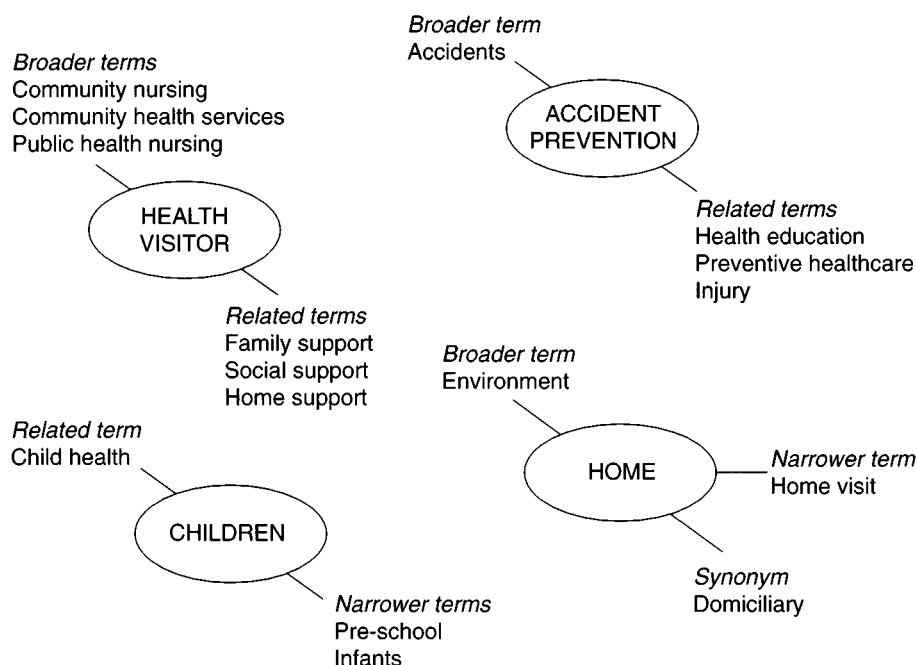 Broader terms
Community nursing
Community health services
Public health nursing
HEALTH
VISITOR
Related terms
Family support
Social support
Home support
Broader term
Accidents
ACCIDENT
PREVENTION
Related terms
Health education
Preventive healthcare
Injury
Related term
Child health
CHILDREN
Narrower terms
Pre-school
Infants
Broader term
Environment
HOME
Narrower term
Home visit
Synonym
Domiciliary